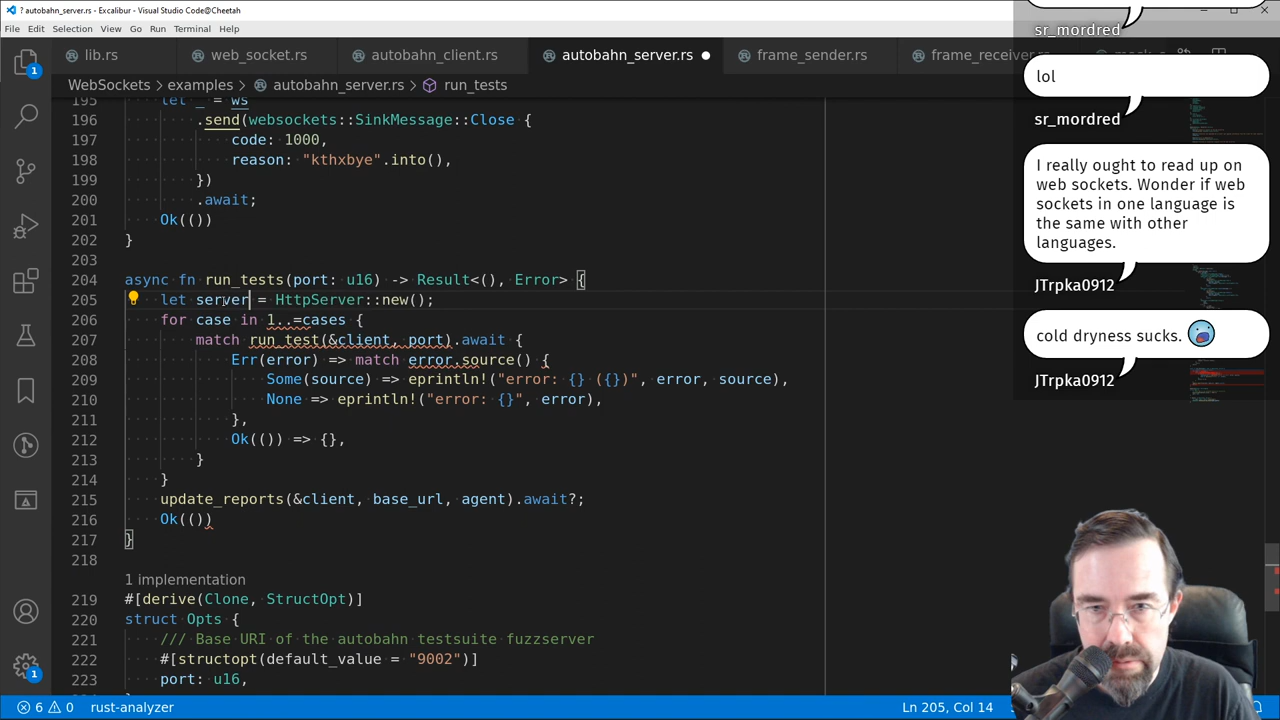 ? autobahn_server.rs - Excalibur - Visual Studio Code@Cheetah
File Edit Selection View Go Run Terminal Help
lib.rs web_socket.rs autobahn_client.rs autobahn_server.rs frame_sender.rs frame_receiver.rs
WebSockets > examples > autobahn_server.rs > run_tests
195 let _ = ws
196 .send(websockets::SinkMessage::Close {
197 code: 1000,
198 reason: "kthxbye".into(),
199 })
200 .await;
201 Ok(())
202 }
203
204 async fn run_tests(port: u16) -> Result<(), Error> {
205 let server = HttpServer::new();
206 for case in 1..=cases {
207 match run_test(&client, port).await {
208 Err(error) => match error.source() {
209 Some(source) => eprintln!("error: {} ({})", error, source),
210 None => eprintln!("error: {}", error),
211 },
212 Ok(()) => {},
213 }
214 }
215 update_reports(&client, base_url, agent).await?;
216 Ok(())
217 }
218
1 implementation
219 #[derive(Clone, StructOpt)]
220 struct Opts {
221 /// Base URI of the autobahn testsuite fuzzserver
222 #[structopt(default_value = "9002")]
223 port: u16,
1
1
6 0 rust-analyzer Ln 205, Col 14
sr_mordred
lol
sr_mordred
I really ought to read up on
web sockets. Wonder if web
sockets in one language is
the same with other
languages.
JTrpka0912
cold dryness sucks.
JTrpka0912